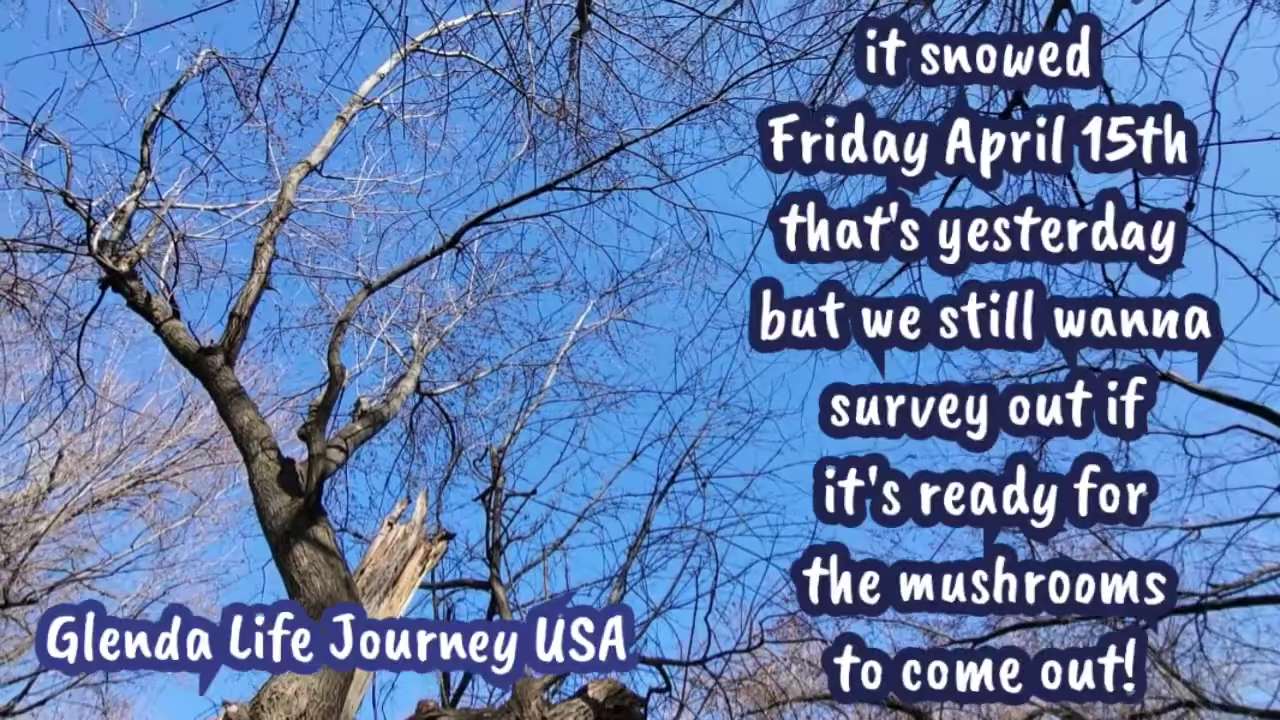 it snowed
Friday April 15th
that's yesterday
but we still wanna
survey out if
it's ready for
the mushrooms
to come out!
Glenda Life Journey USA